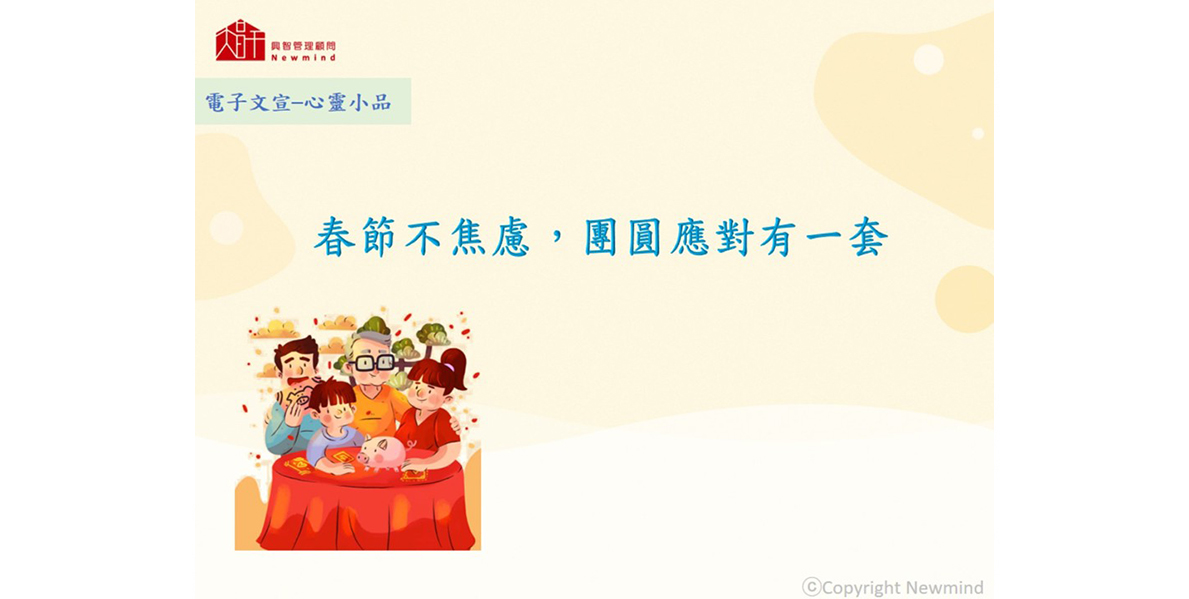 興智管理顧問
Newmind
電子文宣–心靈小品
春節不焦慮，團圓應對有一套
ⓒCopyright Newmind